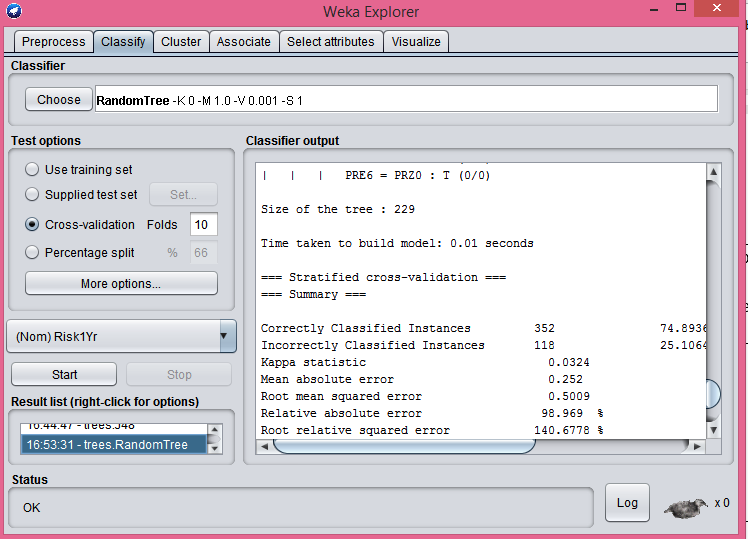 Weka Explorer
Preprocess Classify Cluster Associate Select attributes Visualize
Classifier
Choose RandomTree -K 0 -M 1.0 -V 0.001 -S 1
Test options
Use training set
Supplied test set Set...
Cross-validation Folds 10
Percentage split % 66
More options...
(Nom) Risk1Yr
Start Stop
Result list (right-click for options)
16:44:47 - trees.J48
16:53:31 - trees.RandomTree
Classifier output
| | | PRE6 = PRZ0 : T (0/0)
Size of the tree : 229
Time taken to build model: 0.01 seconds
=== Stratified cross-validation ===
=== Summary ===
Correctly Classified Instances 352 74.8936
Incorrectly Classified Instances 118 25.1064
Kappa statistic 0.0324
Mean absolute error 0.252
Root mean squared error 0.5009
Relative absolute error 98.969 %
Root relative squared error 140.6778 %
Status
OK
Log
x 0